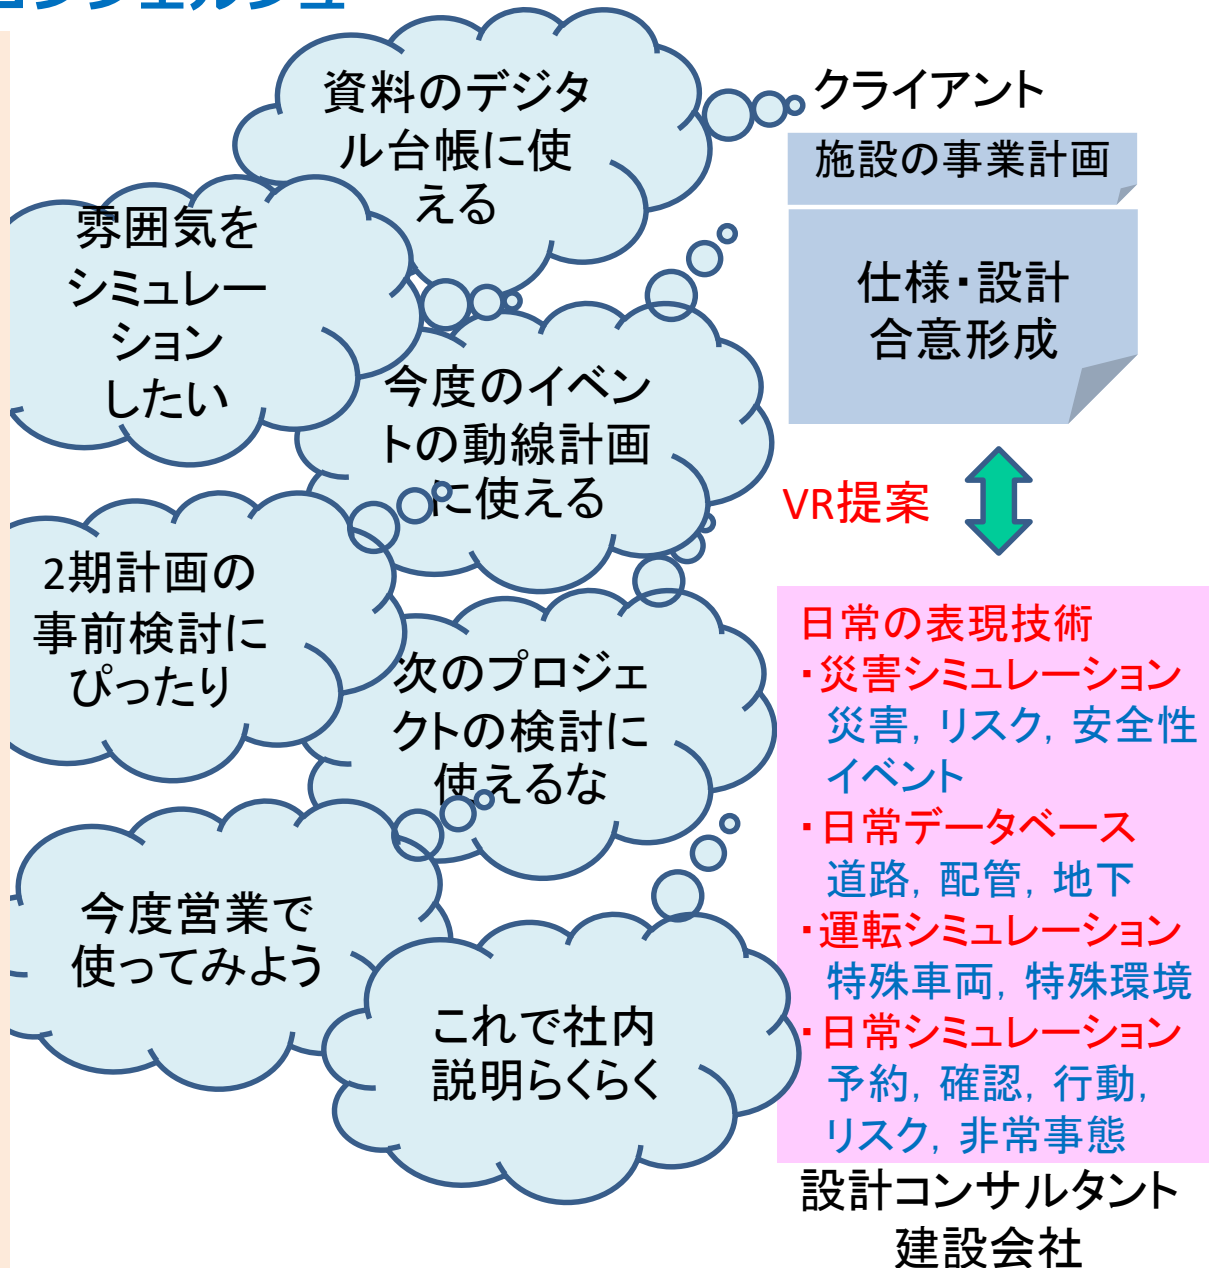 コンシェルジュ
資料のデジタ
ル台帳に使
える
雰囲気を
シミュレー
ション
したい
今度のイベン
トの動線計画
に使える
2期計画の
事前検討に
ぴったり
次のプロジェ
クトの検討に
使えるな
今度営業で
使ってみよう
これで社内
説明らくらく
クライアント
施設の事業計画
仕様・設計
合意形成
VR提案
日常の表現技術
・災害シミュレーション
災害，リスク，安全性
イベント
・日常データベース
道路，配管，地下
・運転シミュレーション
特殊車両，特殊環境
・日常シミュレーション
予約，確認，行動，
リスク，非常事態
設計コンサルタント
建設会社